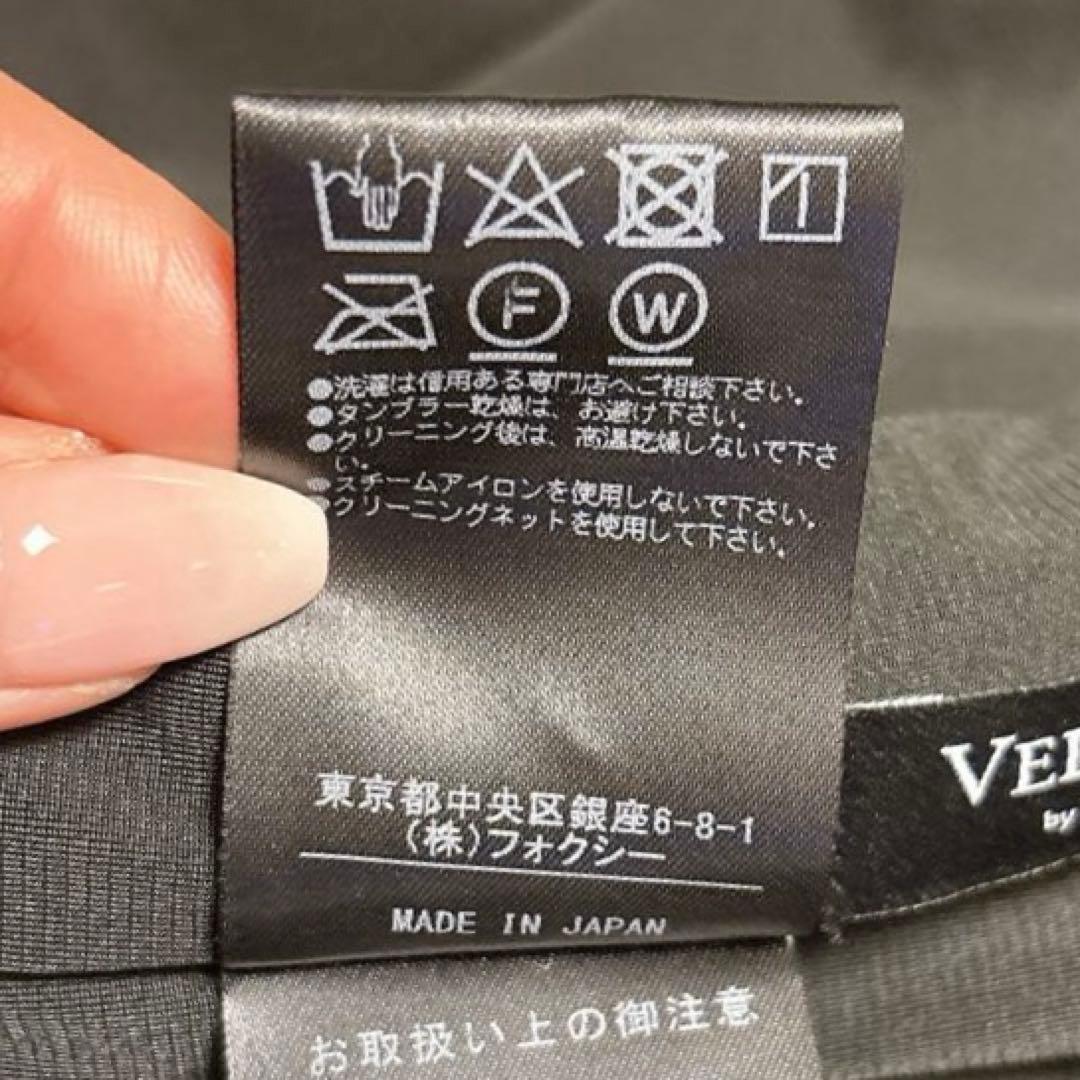 F W
●洗濯は信用ある専門店へご相談下さい。
●タンブラー乾燥は、お避け下さい。
●クリーニング後は、高温乾燥しないで下さ
い。
●スチームアイロンを使用しないで下さい。
●クリーニングネットを使用して下さい。
東京都中央区銀座6-8-1
(株)フォクシー
MADE IN JAPAN
お取扱い上の御注意
by